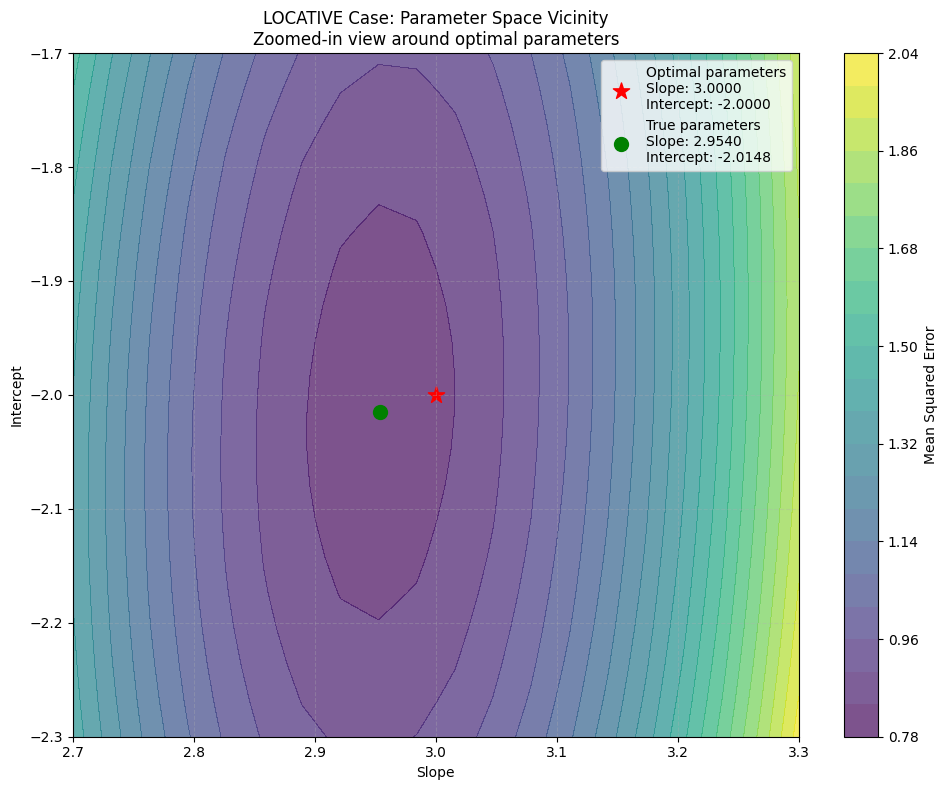 LOCATIVE Case: Parameter Space Vicinity
Zoomed-in view around optimal parameters
Optimal parameters
Slope: 3.0000
Intercept: -2.0000
True parameters
Slope: 2.9540
Intercept: -2.0148
−1.7
−1.8
−1.9
−2.0
−2.1
−2.2
−2.3
Intercept
2.7
2.8
2.9
3.0
3.1
3.2
3.3
Slope
2.04
1.86
1.68
1.50
1.32
1.14
0.96
0.78
Mean Squared Error